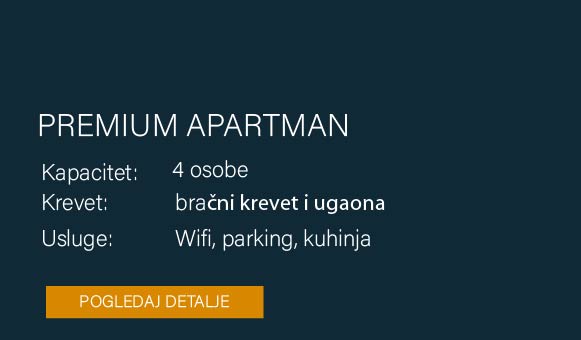 PREMIUM APARTMAN
Kapacitet: 4 osobe
Krevet: bračni krevet i ugaona
Usluge: Wifi, parking, kuhinja
POGLEDAJ DETALJE